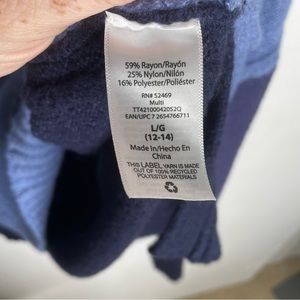 59% Rayon/Rayón
25% Nylon/Nilón
16% Polyester/Poliéster
RN# 52469
Multi
TT42100042052Q
EAN/UPC 7 2654766711
L/G
(12-14)
Made in/Hecho En
China
THIS LABEL YARN IS MADE
OF 100% RECYCLED
POLYESTER MATERIALS